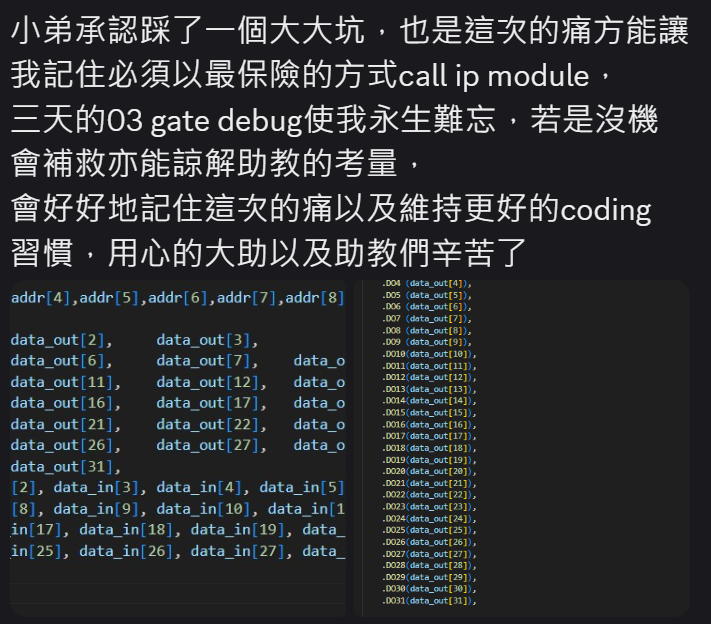 小弟承認踩了一個大大坑，也是這次的痛方能讓
我記住必須以最保險的方式call ip module，
三天的03 gate debug使我永生難忘，若是沒機
會補救亦能諒解助教的考量，
會好好地記住這次的痛以及維持更好的coding
習慣，用心的大助以及助教們辛苦了
addr[4],addr[5],addr[6],addr[7],addr[8]
data_out[2], data_out[3],
data_out[6], data_out[7], data_o
data_out[11], data_out[12], data_o
data_out[16], data_out[17], data_o
data_out[21], data_out[22], data_o
data_out[26], data_out[27], data_o
data_out[31],
[2], data_in[3], data_in[4], data_in[5]
[8], data_in[9], data_in[10], data_in[1
in[17], data_in[18], data_in[19], data_
in[25], data_in[26], data_in[27], data_
.DO4 (data_out[4]),
.DO5 (data_out[5]),
.DO6 (data_out[6]),
.DO7 (data_out[7]),
.DO8 (data_out[8]),
.DO9 (data_out[9]),
.DO10(data_out[10]),
.DO11(data_out[11]),
.DO12(data_out[12]),
.DO13(data_out[13]),
.DO14(data_out[14]),
.DO15(data_out[15]),
.DO16(data_out[16]),
.DO17(data_out[17]),
.DO18(data_out[18]),
.DO19(data_out[19]),
.DO20(data_out[20]),
.DO21(data_out[21]),
.DO22(data_out[22]),
.DO23(data_out[23]),
.DO24(data_out[24]),
.DO25(data_out[25]),
.DO26(data_out[26]),
.DO27(data_out[27]),
.DO28(data_out[28]),
.DO29(data_out[29]),
.DO30(data_out[30]),
.DO31(data_out[31]),